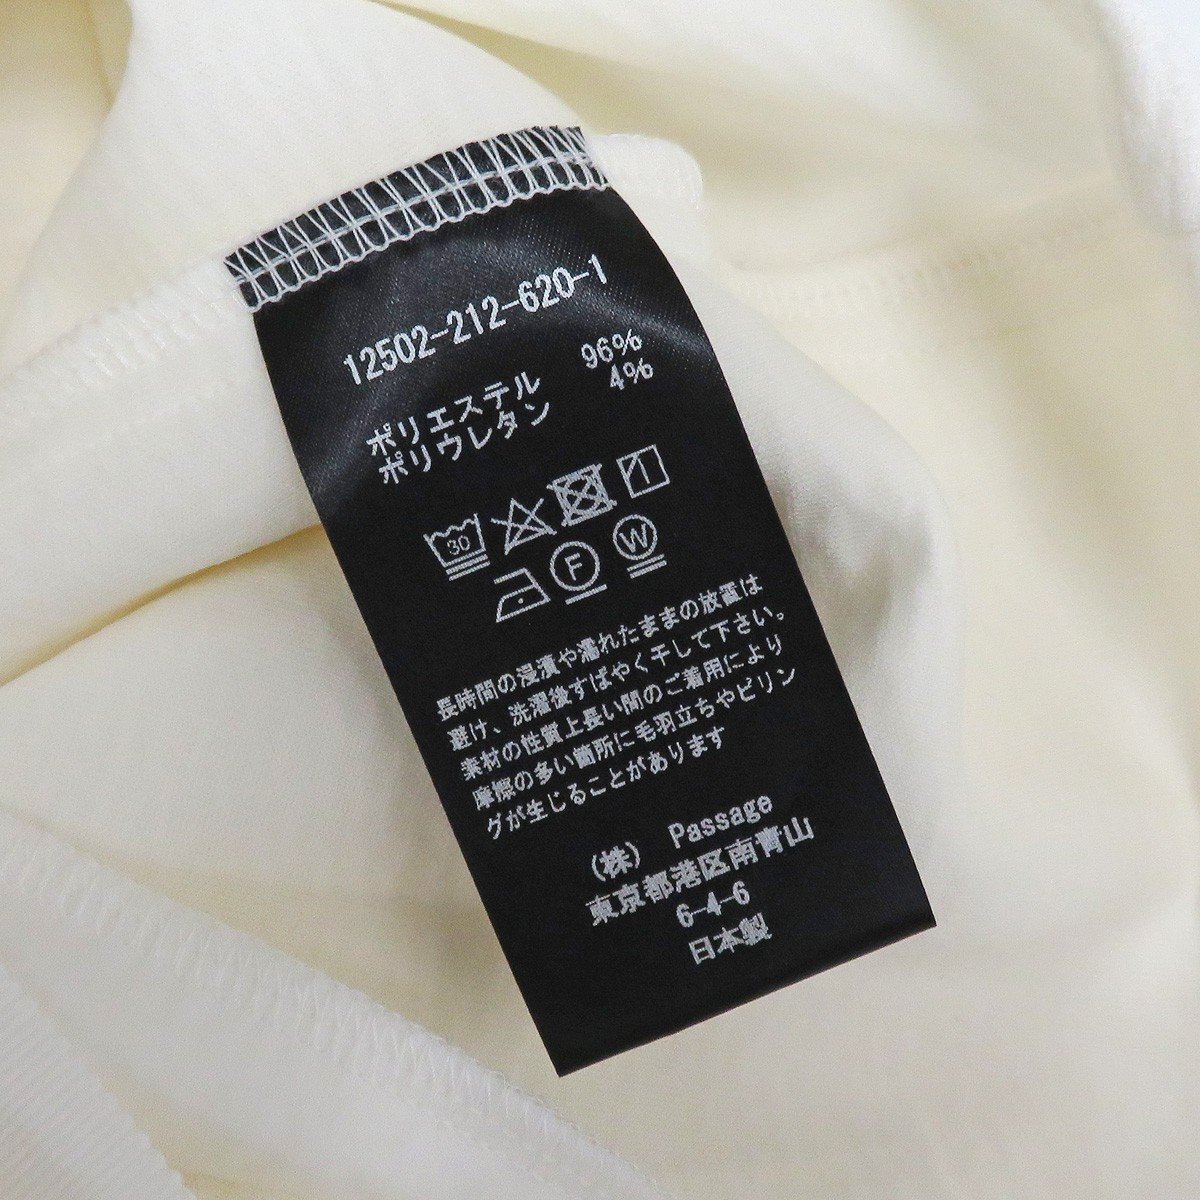 12502-212-620-1
ポリエステル 96%
ポリウレタン 4%
30
F W
長時間の浸漬や濡れたままの放置は
避け、洗濯後すばやく干して下さい。
素材の性質上長い間のご着用により
摩擦の多い箇所に毛羽立ちやピリン
グが生じることがあります
(株) Passage
東京都港区南青山
6-4-6
日本製